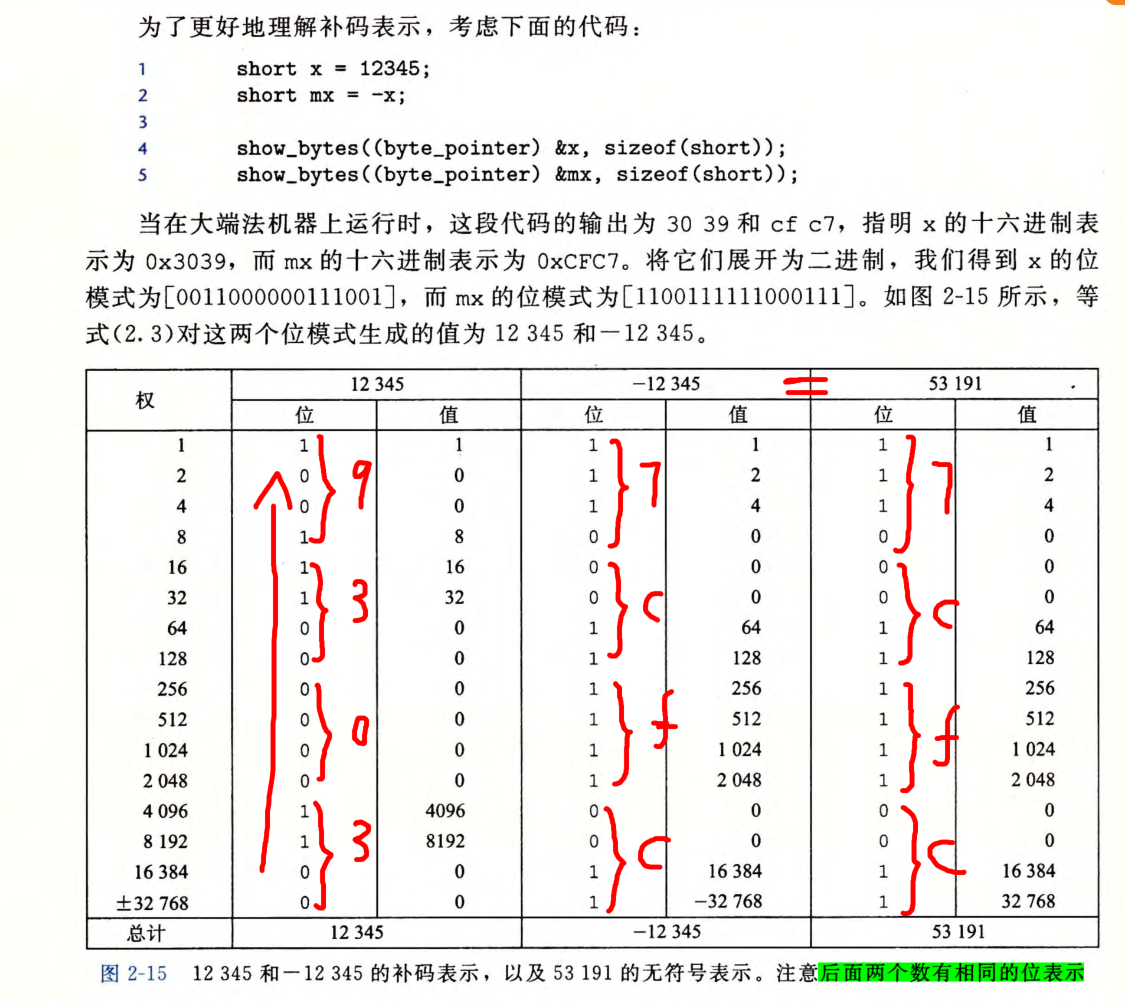 为了更好地理解补码表示，考虑下面的代码：
1 short x = 12345;
2 short mx = -x;
3
4 show_bytes((byte_pointer) &x, sizeof(short));
5 show_bytes((byte_pointer) &mx, sizeof(short));
当在大端法机器上运行时，这段代码的输出为 30 39 和 cf c7，指明 x 的十六进制表
示为 0x3039，而 mx 的十六进制表示为 0xCFC7。将它们展开为二进制，我们得到 x 的位
模式为[0011000000111001]，而 mx 的位模式为[1100111111000111]。如图 2-15 所示，等
式(2.3)对这两个位模式生成的值为 12 345 和－12 345。
权 12 345 －12 345 = 53 191
位 值 位 值 位 值
1 1 1 1 1 1 1
2 0 0 1 2 1 2
4 0 0 1 4 1 4
8 1 8 0 0 0 0
9 7 7
16 1 16 0 0 0 0
32 1 32 0 0 0 0
64 0 0 1 64 1 64
128 0 0 1 128 1 128
3 C C
256 0 0 1 256 1 256
512 0 0 1 512 1 512
1 024 0 0 1 1 024 1 1 024
2 048 0 0 1 2 048 1 2 048
0 f f
4 096 1 4096 0 0 0 0
8 192 1 8192 0 0 0 0
16 384 0 0 1 16 384 1 16 384
±32 768 0 0 1 －32 768 1 32 768
3 C C
总计 12 345 －12 345 53 191
图 2-15 12 345 和－12 345 的补码表示，以及 53 191 的无符号表示。注意后面两个数有相同的位表示